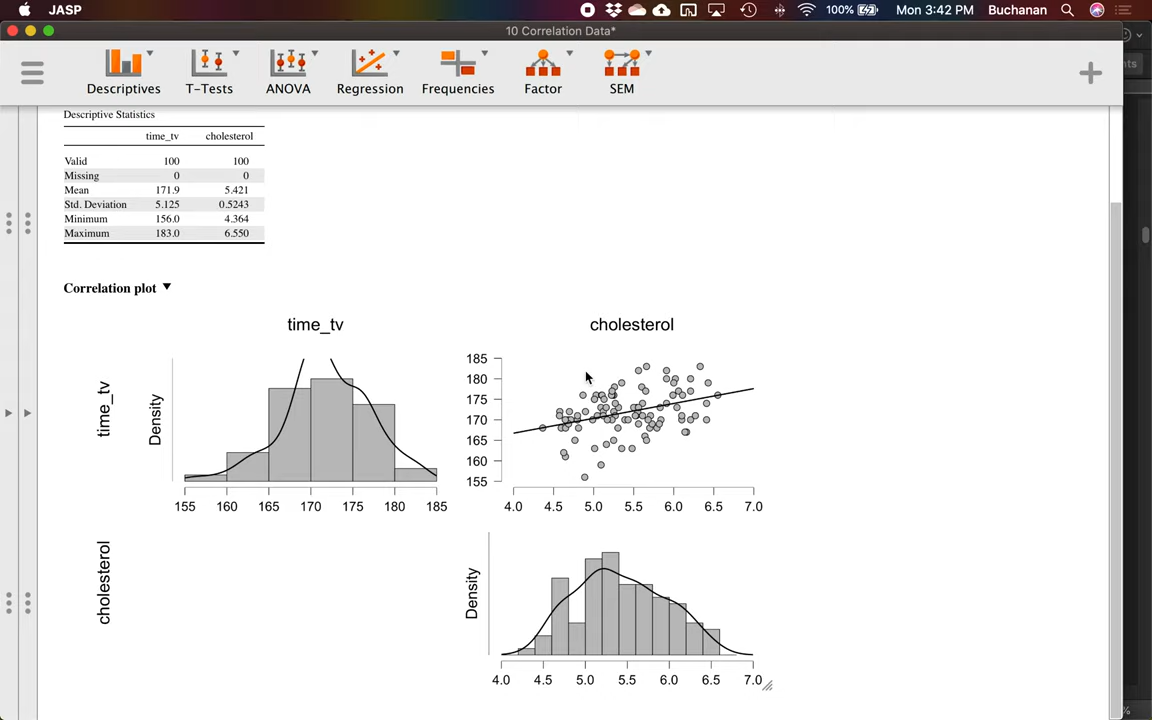 JASP 100% Mon 3:42 PM Buchanan
10 Correlation Data*
nts
Descriptives T-Tests ANOVA Regression Frequencies Factor SEM
Descriptive Statistics
time_tv cholesterol
Valid 100 100
Missing 0 0
Mean 171.9 5.421
Std. Deviation 5.125 0.5243
Minimum 156.0 4.364
Maximum 183.0 6.550
Correlation plot
time_tv cholesterol
time_tv
Density
185
180
175
170
165
160
155
155 160 165 170 175 180 185
4.0 4.5 5.0 5.5 6.0 6.5 7.0
cholesterol
Density
4.0 4.5 5.0 5.5 6.0 6.5 7.0
%